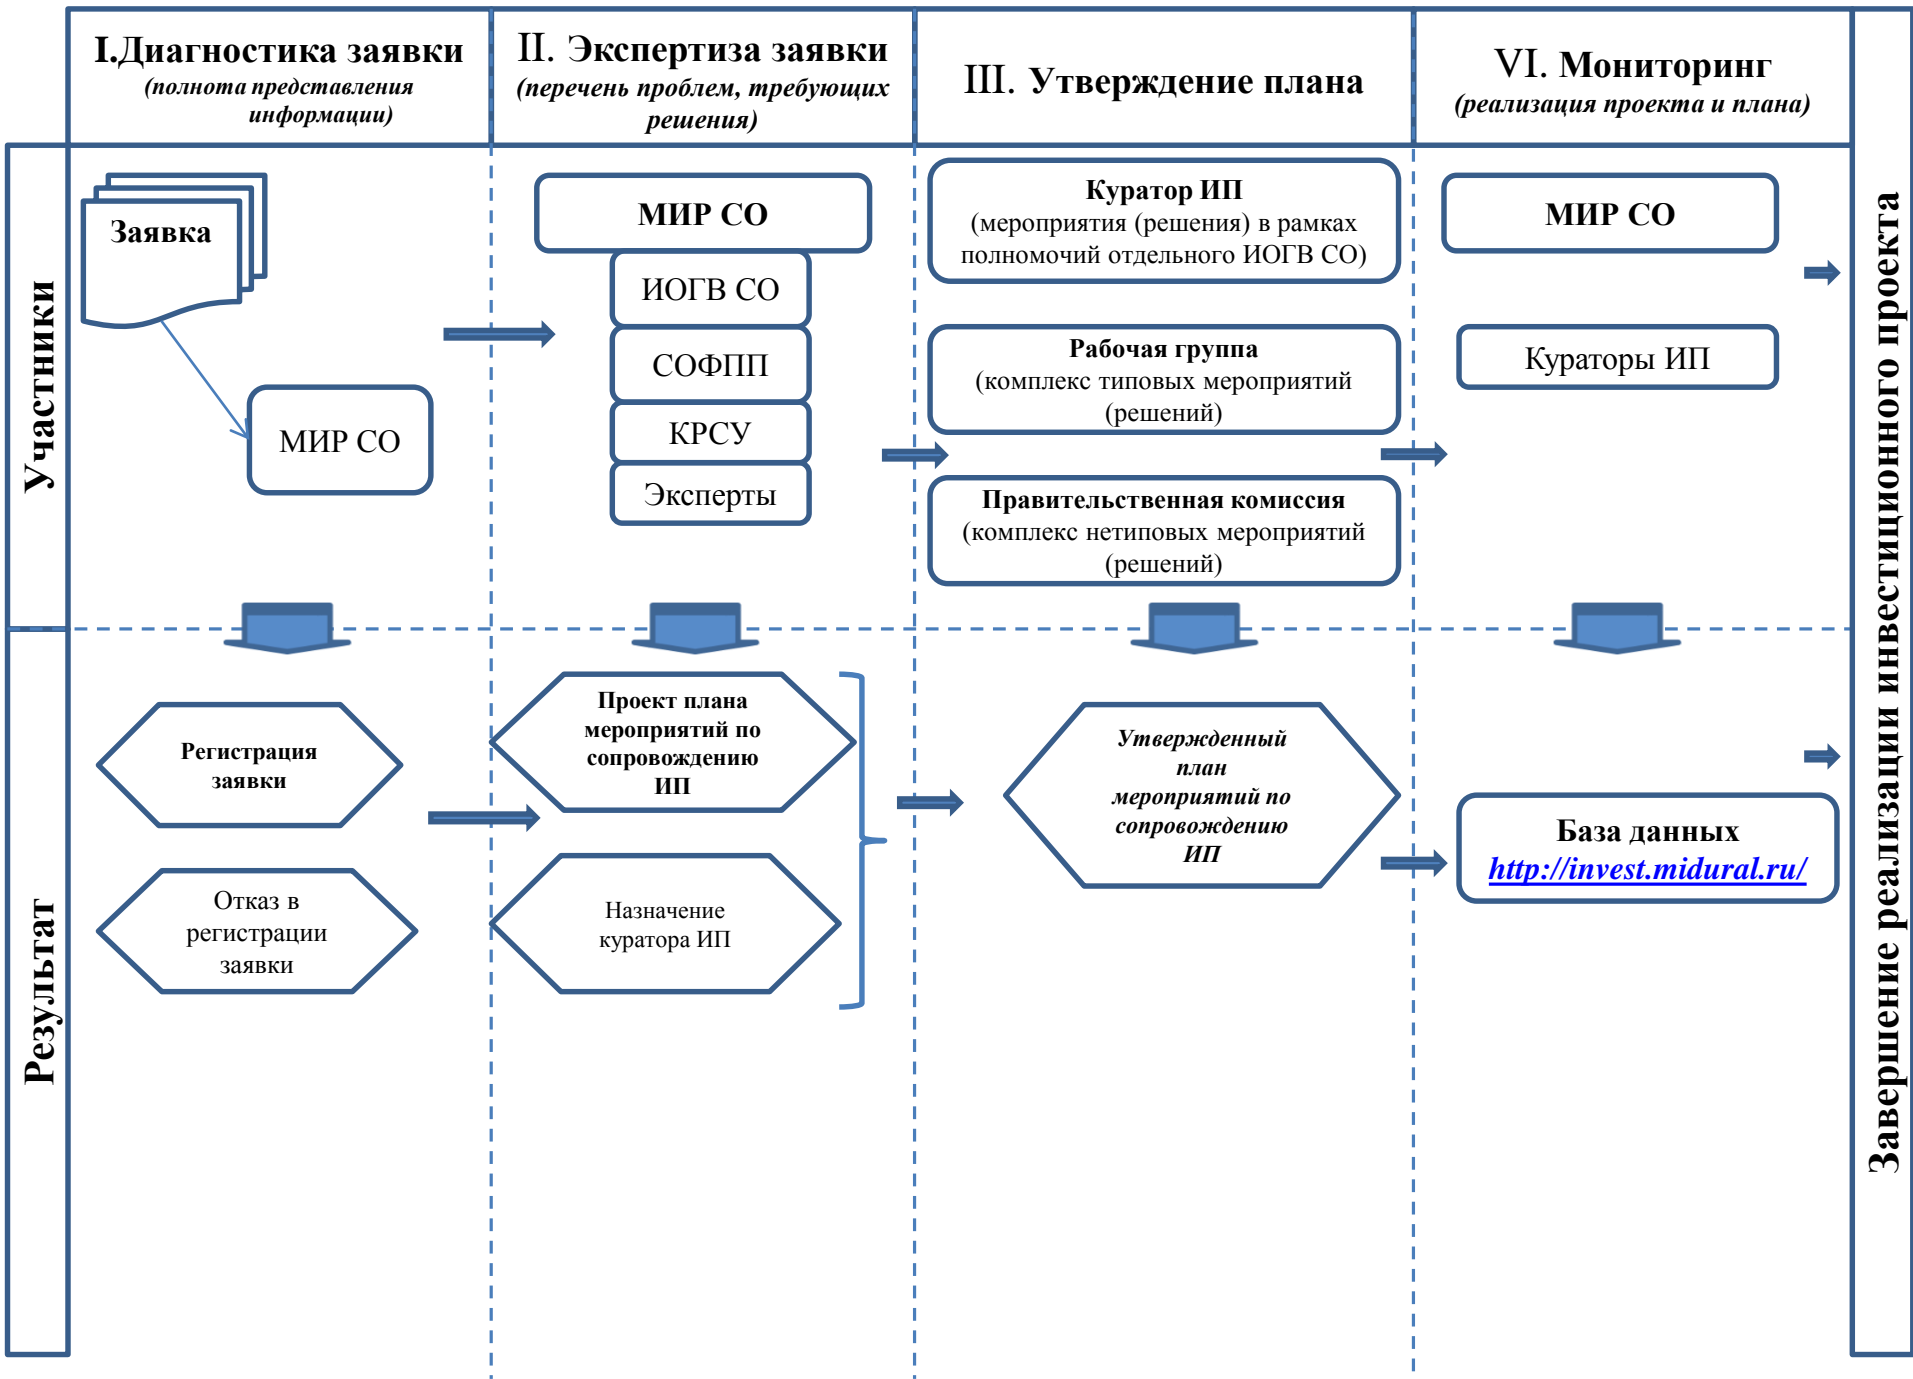 I.Диагностика заявки
(полнота представления
информации)
II. Экспертиза заявки
(перечень проблем, требующих
решения)
III. Утверждение плана
VI. Мониторинг
(реализация проекта и плана)
Участники
Заявка
МИР СО
МИР СО
ИОГВ СО
СОФПП
КРСУ
Эксперты
Куратор ИП
(мероприятия (решения) в рамках
полномочий отдельного ИОГВ СО)
Рабочая группа
(комплекс типовых мероприятий
(решений)
Правительственная комиссия
(комплекс нетиповых мероприятий
(решений)
МИР СО
Кураторы ИП
Результат
Регистрация
заявки
Отказ в
регистрации
заявки
Проект плана
мероприятий по
сопровождению
ИП
Назначение
куратора ИП
Утвержденный
план
мероприятий по
сопровождению
ИП
База данных
http://invest.midural.ru/
Завершение реализации инвестиционного проекта